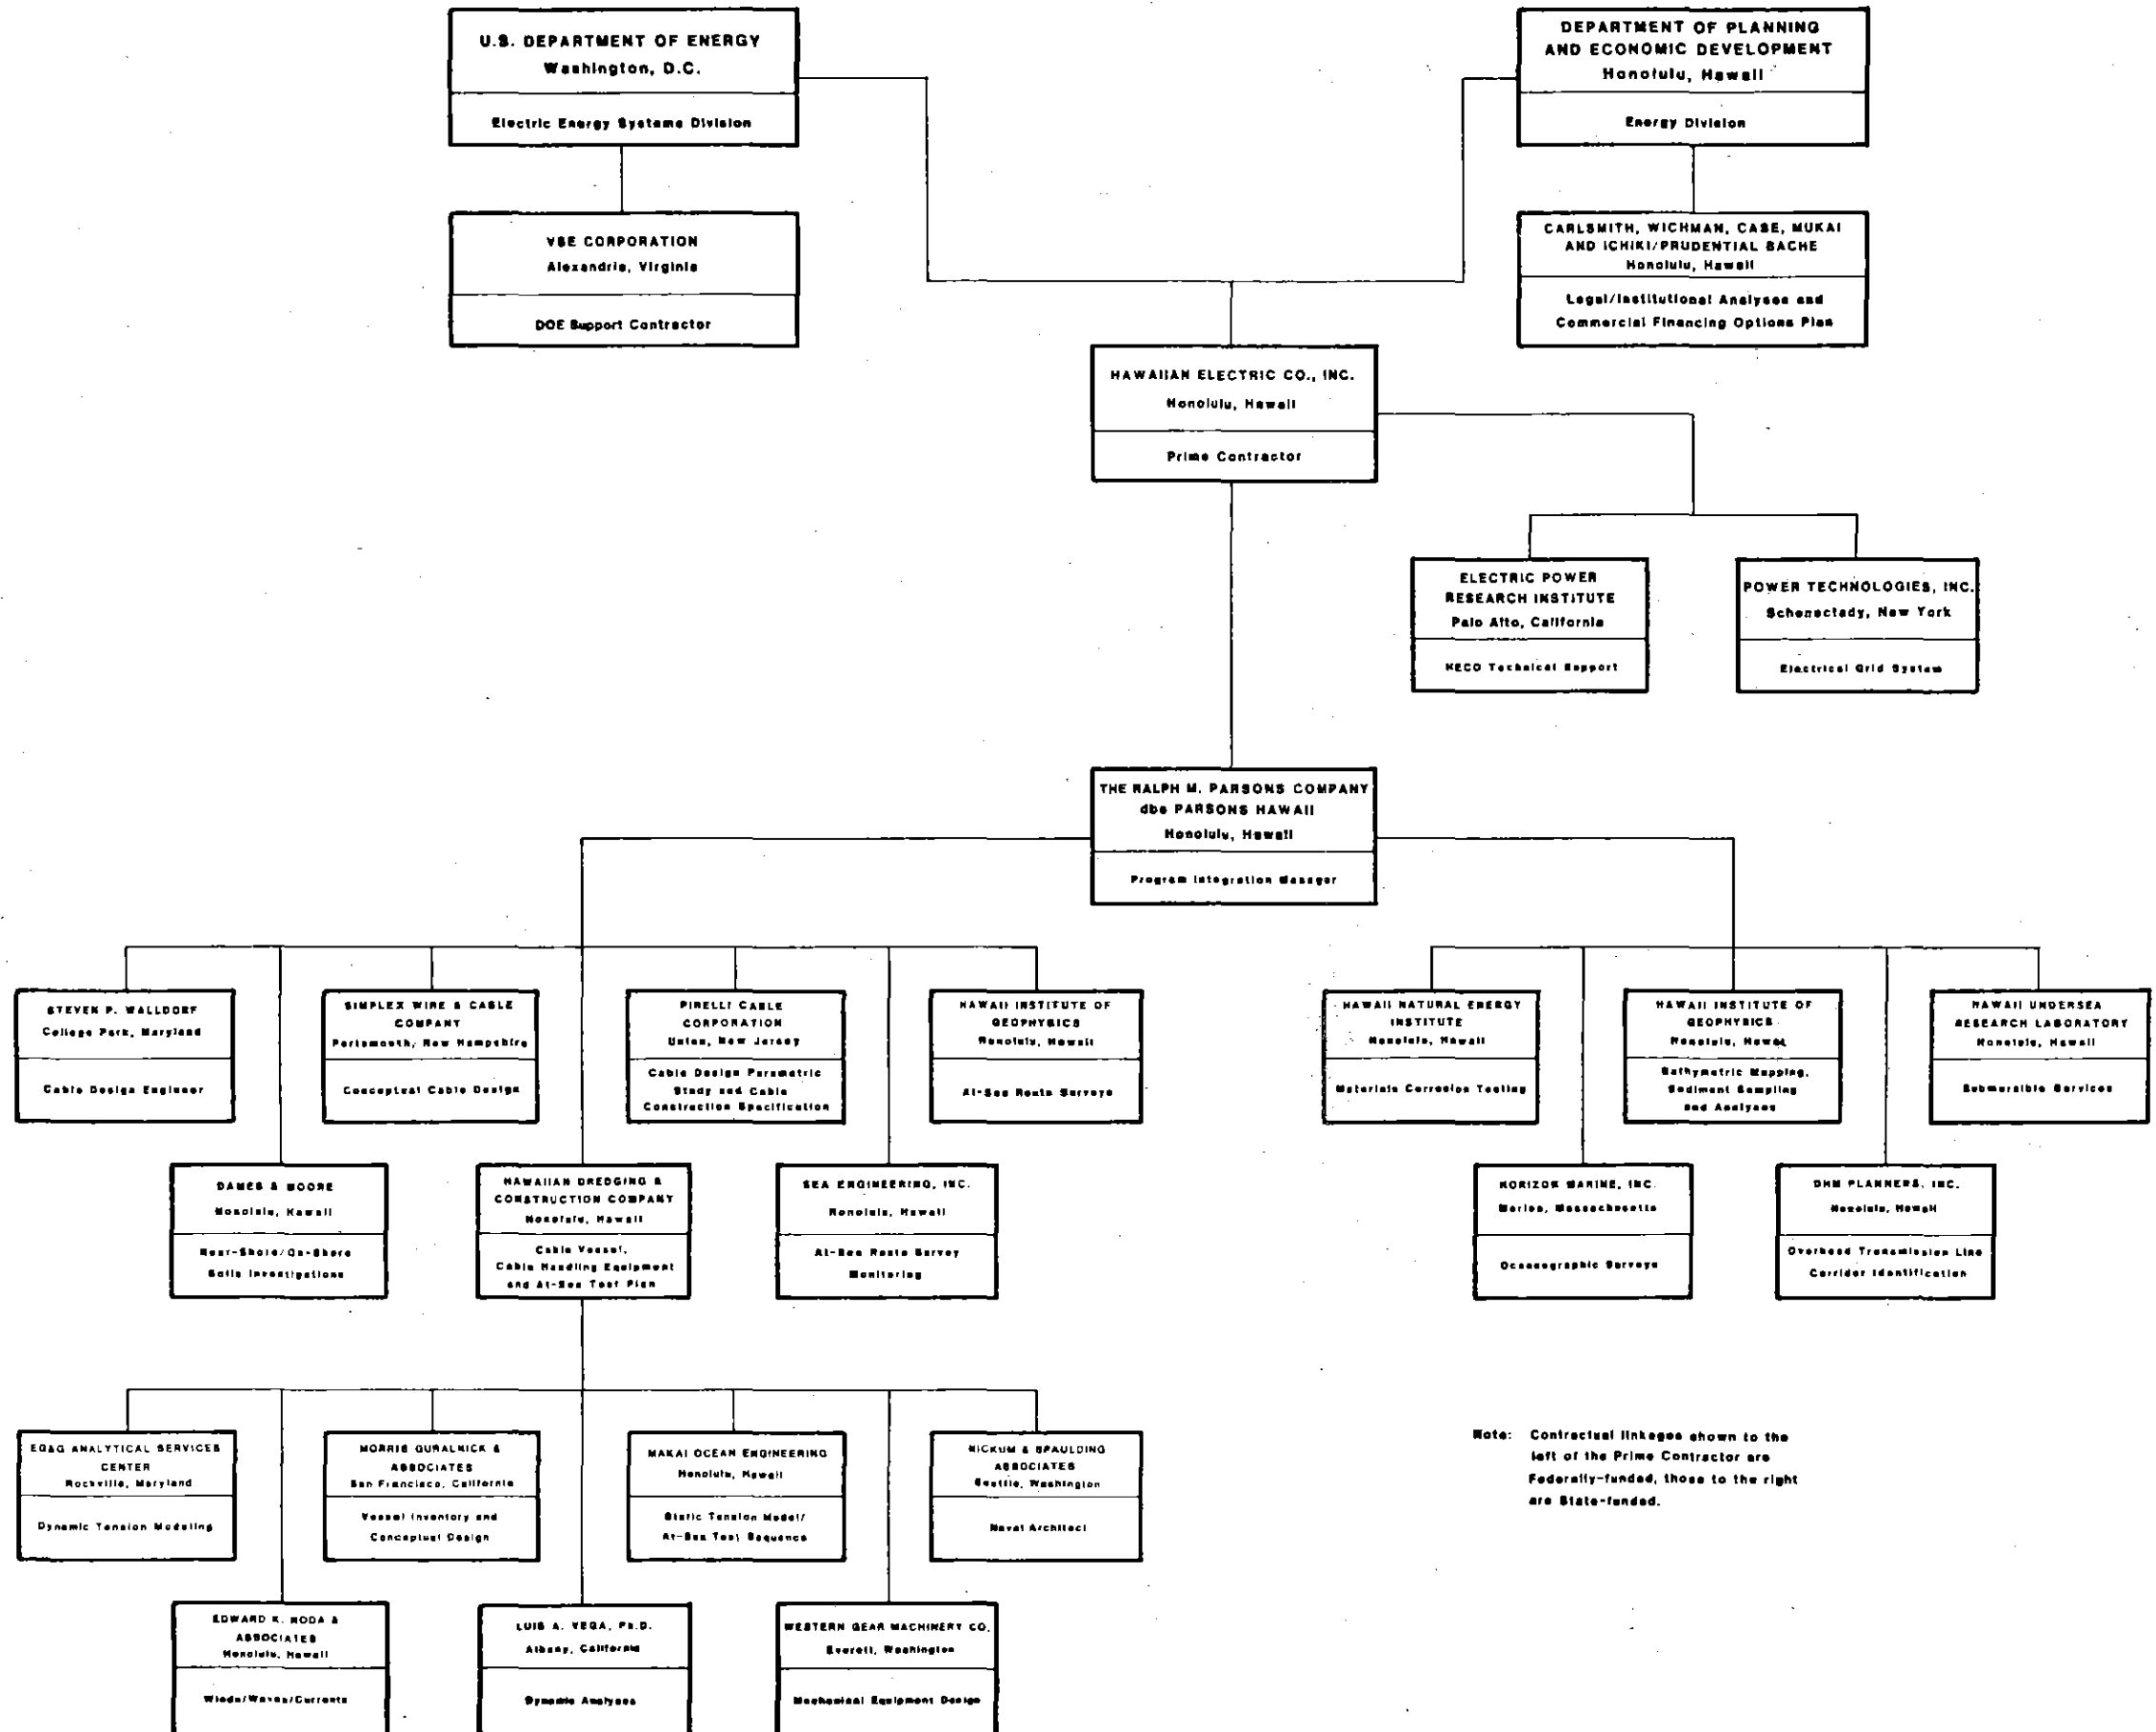 U.S. DEPARTMENT OF ENERGY
Washington, D.C.
Electric Energy Systems Division
DEPARTMENT OF PLANNING
AND ECONOMIC DEVELOPMENT
Honolulu, Hawaii
Energy Division
VSE CORPORATION
Alexandria, Virginia
DOE Support Contractor
CARLSMITH, WICHMAN, CASE, MUKAI
AND ICHIKI/PRUDENTIAL BACHE
Honolulu, Hawaii
Legal/Institutional Analyses and
Commercial Financing Options Plan
HAWAIIAN ELECTRIC CO., INC.
Honolulu, Hawaii
Prime Contractor
ELECTRIC POWER
RESEARCH INSTITUTE
Palo Alto, California
HECO Technical Support
POWER TECHNOLOGIES, INC.
Schenectady, New York
Electrical Grid System
THE RALPH M. PARSONS COMPANY
dba PARSONS HAWAII
Honolulu, Hawaii
Program Integration Manager
STEVEN P. WALLDORF
College Park, Maryland
Cable Design Engineer
SIMPLEX WIRE & CABLE
COMPANY
Portsmouth, New Hampshire
Conceptual Cable Design
PIRELLI CABLE
CORPORATION
Union, New Jersey
Cable Design Parametric
Study and Cable
Construction Specification
HAWAII INSTITUTE OF
GEOPHYSICS
Honolulu, Hawaii
At-Sea Route Surveys
HAWAII NATURAL ENERGY
INSTITUTE
Honolulu, Hawaii
Materials Corrosion Testing
HAWAII INSTITUTE OF
GEOPHYSICS
Honolulu, Hawaii
Bathymetric Mapping,
Sediment Sampling
and Analyses
HAWAII UNDERSEA
RESEARCH LABORATORY
Honolulu, Hawaii
Submersible Services
DAMES & MOORE
Honolulu, Hawaii
Near-Shore/On-Shore
Soils Investigations
HAWAIIAN DREDGING &
CONSTRUCTION COMPANY
Honolulu, Hawaii
Cable Vessel,
Cable Handling Equipment
and At-Sea Test Plan
SEA ENGINEERING, INC.
Honolulu, Hawaii
At-Sea Route Survey
Monitoring
HORIZON MARINE, INC.
Marion, Massachusetts
Oceanographic Surveys
DHM PLANNERS, INC.
Honolulu, Hawaii
Overhead Transmission Line
Corridor Identification
EG&G ANALYTICAL SERVICES
CENTER
Rockville, Maryland
Dynamic Tension Modeling
MORRIS GURALNICK &
ASSOCIATES
San Francisco, California
Vessel Inventory and
Conceptual Design
MAKAI OCEAN ENGINEERING
Honolulu, Hawaii
Static Tension Model/
At-Sea Test Sequence
NICKUM & SPAULDING
ASSOCIATES
Seattle, Washington
Naval Architect
EDWARD K. NODA &
ASSOCIATES
Honolulu, Hawaii
Winds/Waves/Currents
LUIS A. VEGA, Ph.D.
Albany, California
Dynamic Analyses
WESTERN GEAR MACHINERY CO.
Everett, Washington
Mechanical Equipment Design
Note: Contractual linkages shown to the
left of the Prime Contractor are
Federally-funded, those to the right
are State-funded.